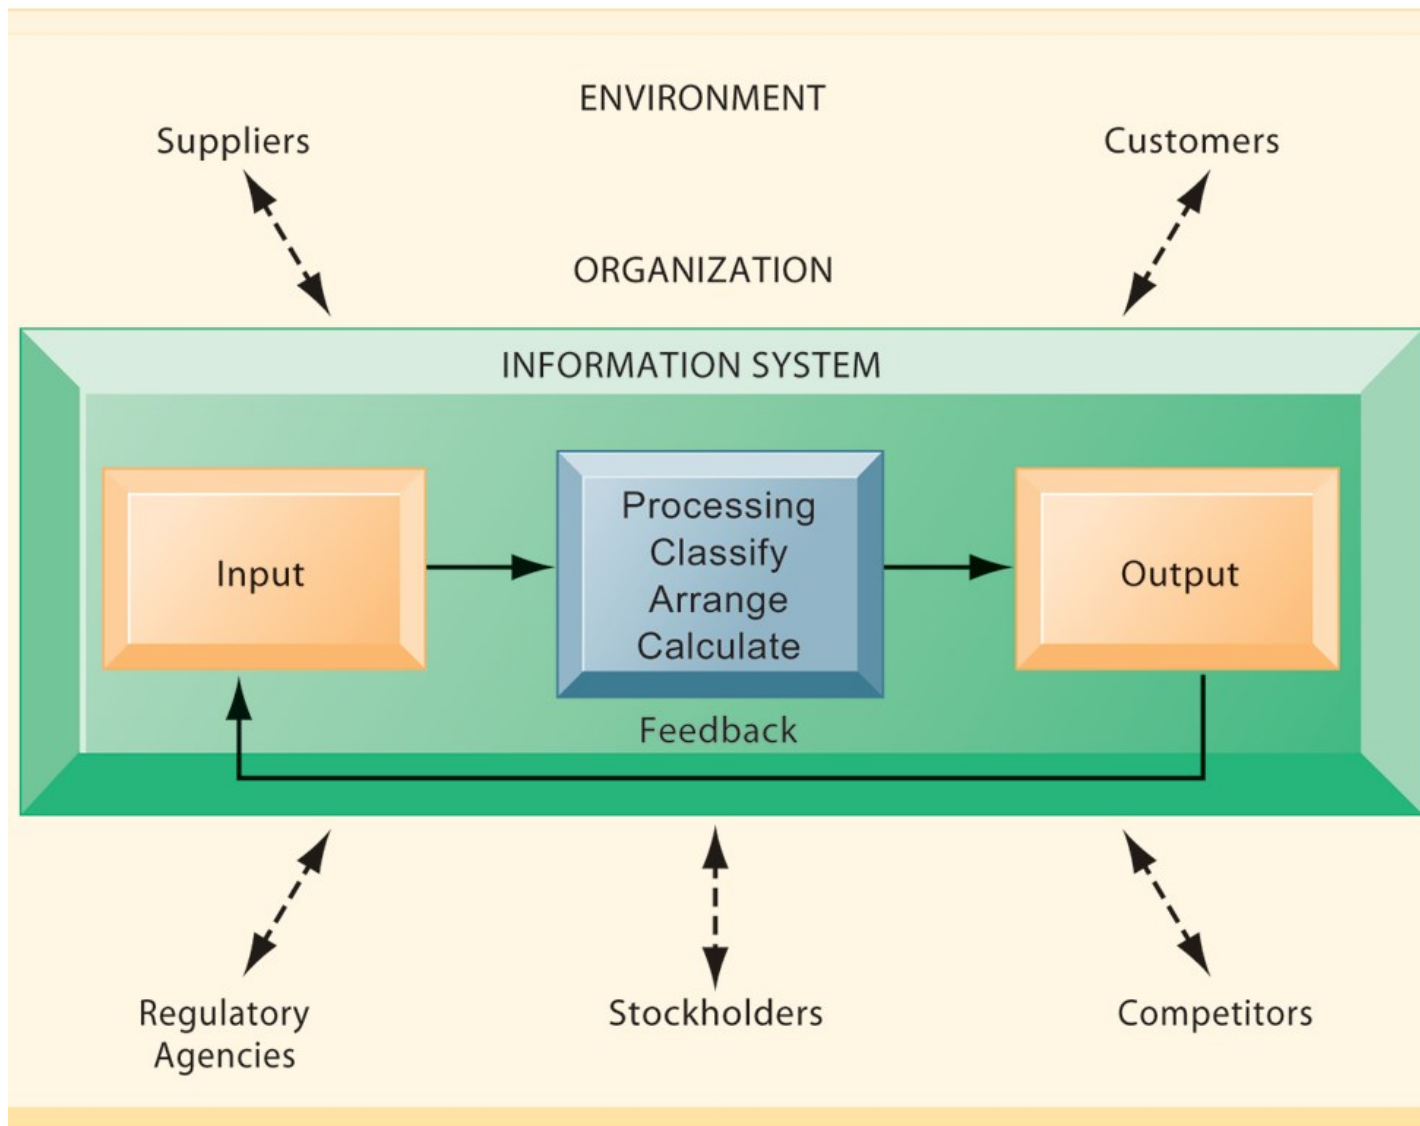 ENVIRONMENT
Suppliers
Customers
ORGANIZATION
INFORMATION SYSTEM
Input
Processing
Classify
Arrange
Calculate
Output
Feedback
Regulatory
Agencies
Stockholders
Competitors